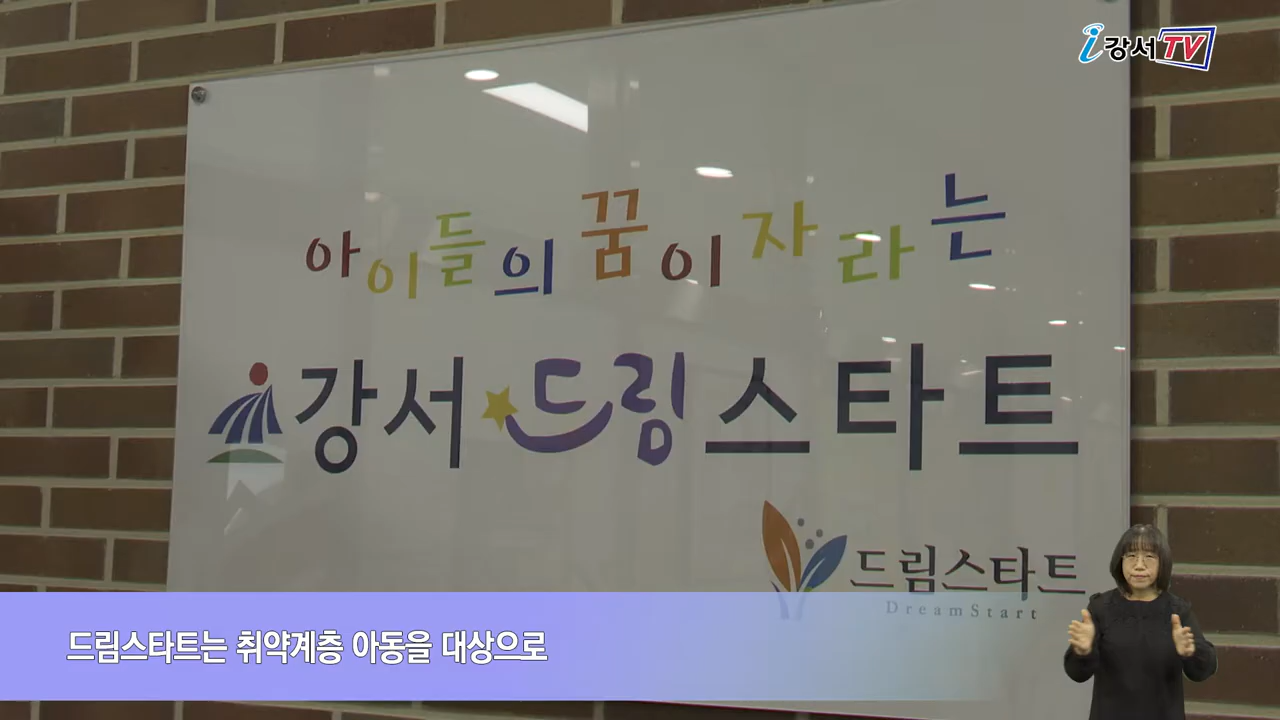 i강서TV
아이들의 꿈이 자라는
강서드림스타트
드림스타트
DreamStart
드림스타트는 취약계층 아동을 대상으로